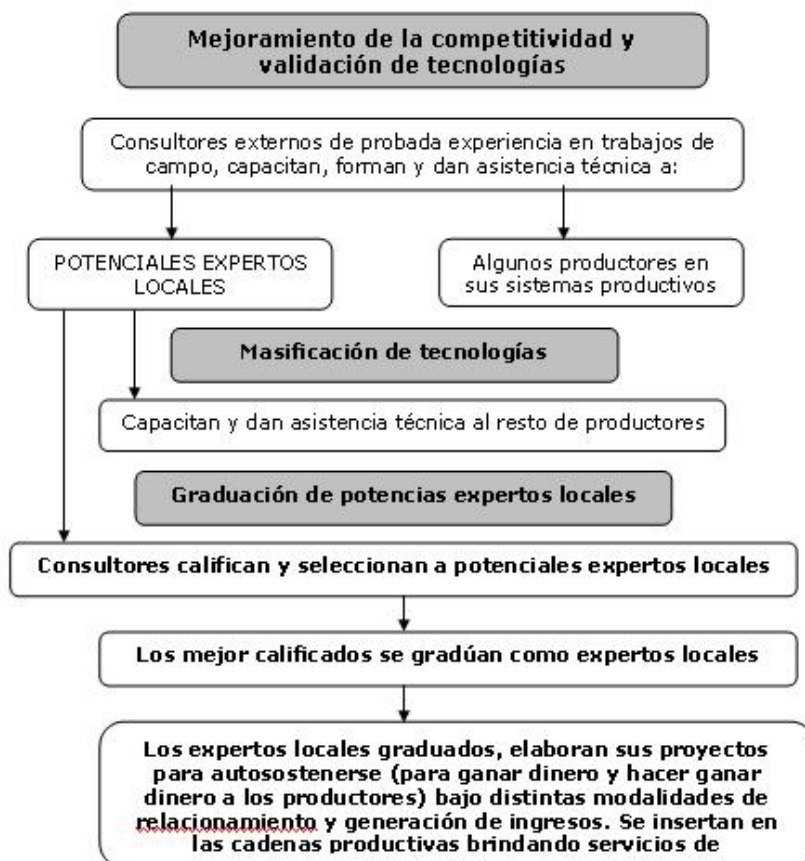 Mejoramiento de la competitividad y
validación de tecnologías
Consultores externos de probada experiencia en trabajos de
campo, capacitan, forman y dan asistencia técnica a:
POTENCIALES EXPERTOS
LOCALES
Algunos productores en
sus sistemas productivos
Masificación de tecnologías
Capacitan y dan asistencia técnica al resto de productores
Graduación de potencias expertos locales
Consultores califican y seleccionan a potenciales expertos locales
Los mejor calificados se gradúan como expertos locales
Los expertos locales graduados, elaboran sus proyectos
para autosostenerse (para ganar dinero y hacer ganar
dinero a los productores) bajo distintas modalidades de
relacionamiento y generación de ingresos. Se insertan en
las cadenas productivas brindando servicios de